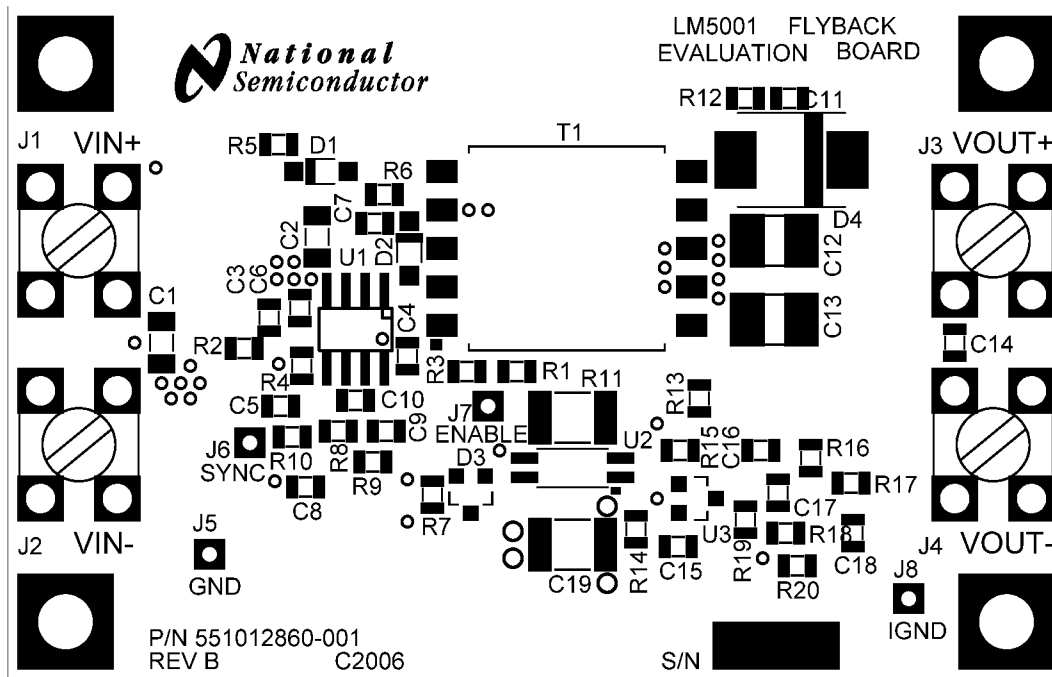 LM5001 FLYBACK
EVALUATION BOARD
National
Semiconductor
R12
C11
J1
VIN+
R5
D1
T1
J3
VOUT+
R6
C7
C2
D2
U1
D4
C12
C3
C6
C1
C4
C13
R2
R3
R1
R11
C14
R4
R13
C5
C10
J7
ENABLE
C9
J6
SYNC
R10
R8
R9
U2
R15
C16
R16
D3
R17
C8
R7
C17
J5
GND
R14
U3
C15
R19
R18
C18
R20
C19
J2
VIN-
J4
VOUT-
J8
IGND
P/N 551012860-001
REV B C2006
S/N